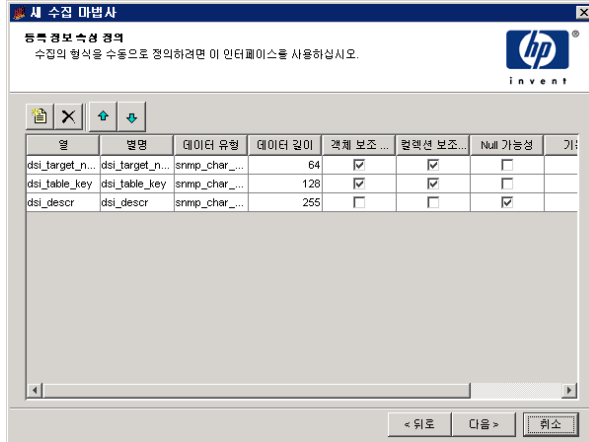 새 수집 마법사
등록 정보 속성 정의
수집의 형식을 수동으로 정의하려면 이 인터페이스를 사용하십시오.
hp
®
invent
열 별명 데이터 유형 데이터 길이 객체 보조 ... 컬렉션 보조... Null 가능성
dsi_target_n... dsi_target_n... snmp_char_... 64
dsi_table_key dsi_table_key snmp_char_... 128
dsi_descr dsi_descr snmp_char_... 255
< 뒤로 다음 > 취소